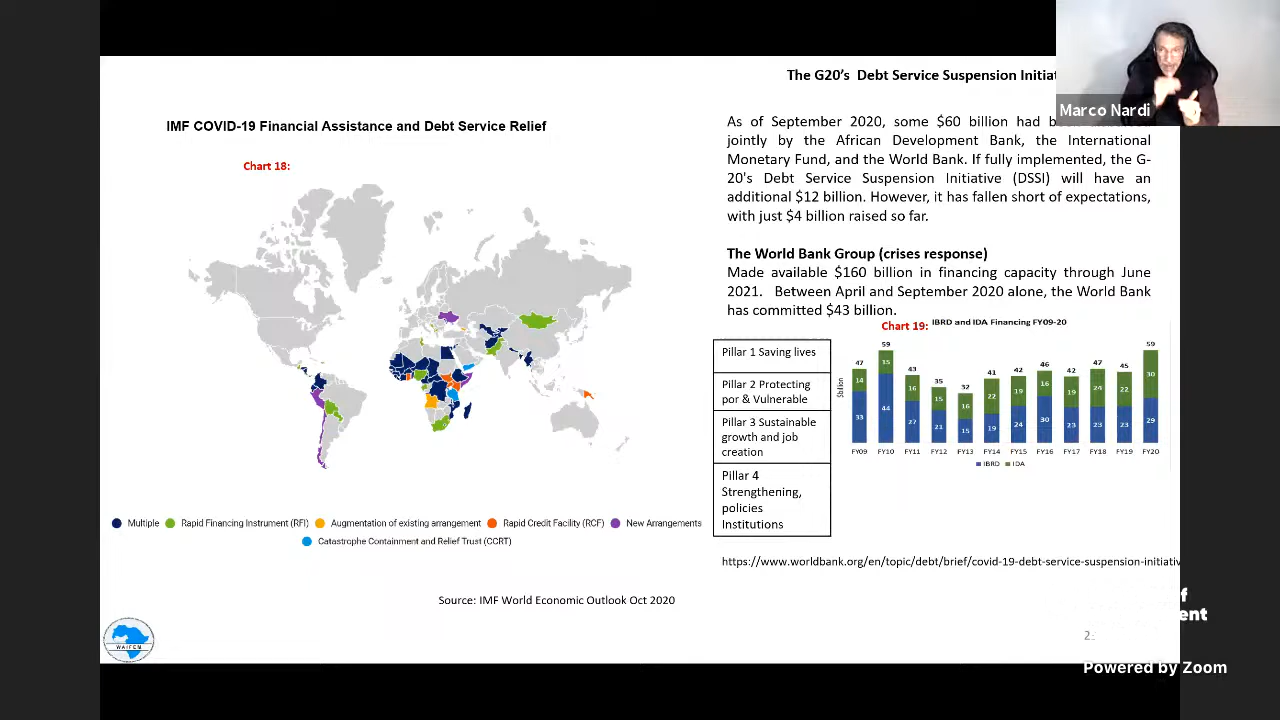 The G20's Debt Service Suspension
Marco Nardi
IMF COVID-19 Financial Assistance and Debt Service Relief
Chart 18:
As of September 2020, some $60 billion had
jointly by the African Development Bank, the International
Monetary Fund, and the World Bank. If fully implemented, the G-
20's Debt Service Suspension Initiative (DSSI) will have an
additional $12 billion. However, it has fallen short of expectations,
with just $4 billion raised so far.
The World Bank Group (crises response)
Made available $160 billion in financing capacity through June
2021. Between April and September 2020 alone, the World Bank
has committed $43 billion.
Chart 19: IBRD and IDA Financing FY09-20
Pillar 1 Saving lives
Pillar 2 Protecting
por & Vulnerable
Pillar 3 Sustainable
growth and job
creation
Pillar 4
Strengthening,
policies
Institutions
$billion
47 59 43 35 32 41 42 46 42 47 45 59
14 15 16 15 16 22 19 16 19 24 22 30
33 44 27 21 15 19 24 30 23 23 23 29
FY09 FY10 FY11 FY12 FY13 FY14 FY15 FY16 FY17 FY18 FY19 FY20
IBRD IDA
Multiple Rapid Financing Instrument (RFI) Augmentation of existing arrangement Rapid Credit Facility (RCF) New Arrangements
Catastrophe Containment and Relief Trust (CCRT)
https://www.worldbank.org/en/topic/debt/brief/covid-19-debt-service-suspension-initiativ
Source: IMF World Economic Outlook Oct 2020
WAIFEM
Powered by Zoom